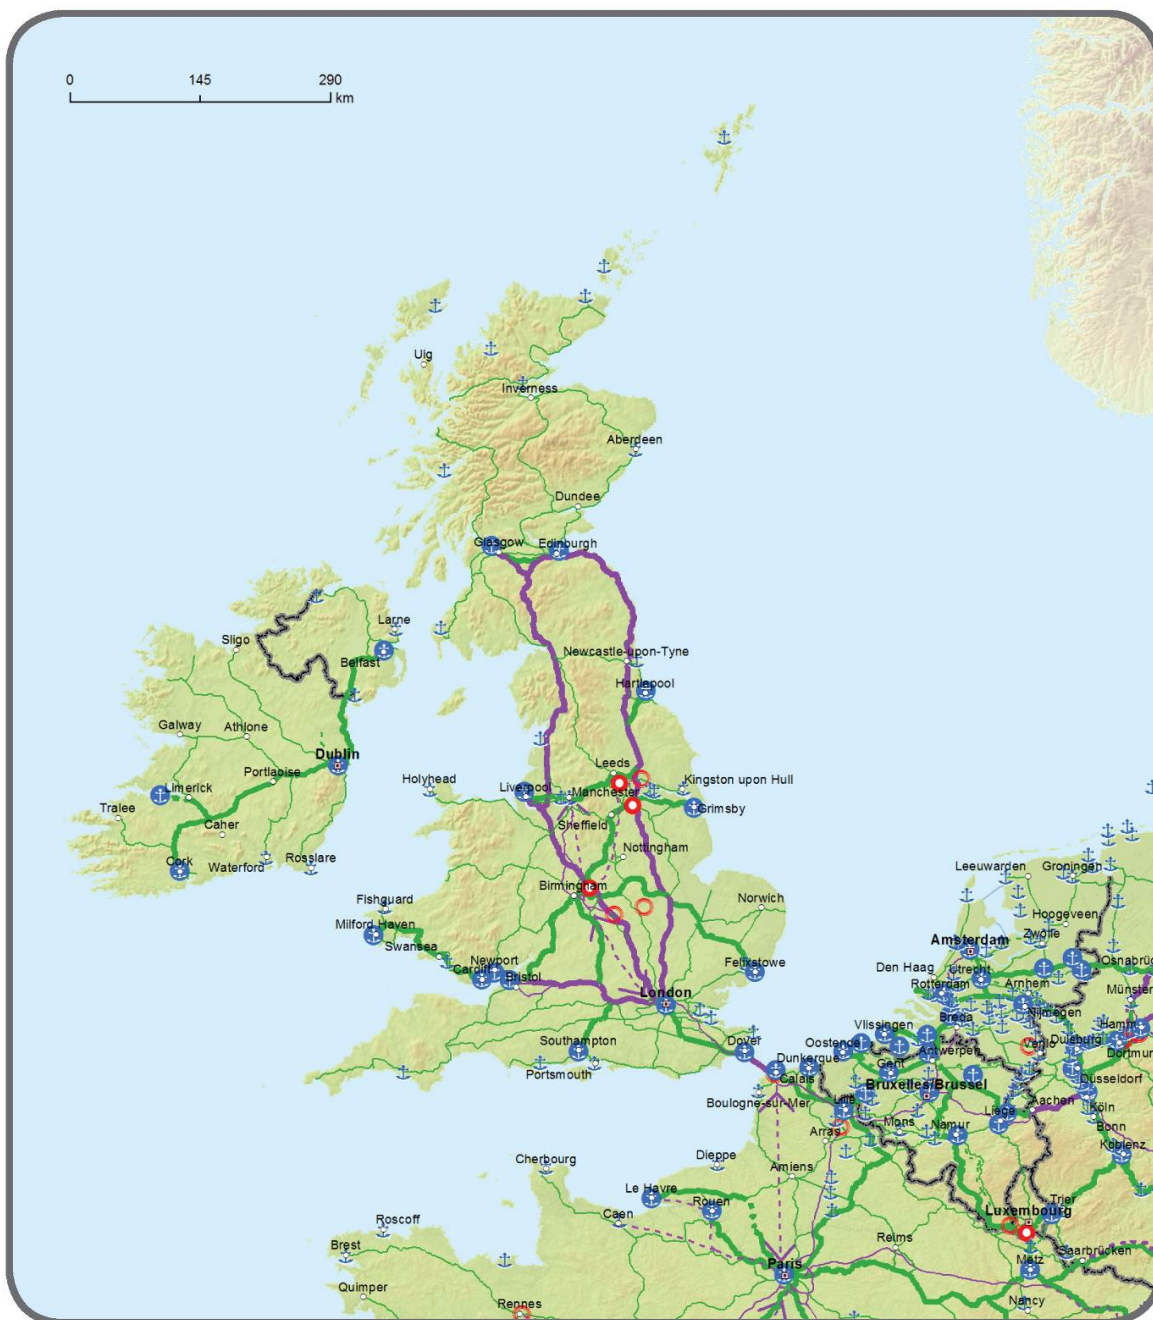 0 145 290
km
Uig
Inverness
Aberdeen
Dundee
Glasgow
Edinburgh
Larne
Sligo
Belfast
Newcastle-upon-Tyne
Hartlepool
Galway
Athlone
Dublin
Leeds
Portlaoise
Holyhead
Kingston upon Hull
Limerick
Liverpool
Manchester
Tralee
Grimsby
Caher
Sheffield
Nottingham
Cork
Waterford
Rosslare
Leeuwarden
Groningen
Birmingham
Fishguard
Norwich
Hoogeveen
Milford Haven
Zwolle
Amsterdam
Swansea
Newport
Felixstowe
Den Haag
Utrecht
Osnabrüc
Cardiff
Bristol
Rotterdam
Arnhem
London
Münster
Nijmegen
Breda
Vlissingen
Hamm
Southampton
Dover
Oostende
Antwerpen
Venlo
Duisburg
Dortmun
Portsmouth
Dunkerque
Gent
Calais
Bruxelles/Brussel
Düsseldorf
Boulogne-sur-Mer
Lille
Liege
Aachen
Köln
Arras
Mons
Namur
Bonn
Koblenz
Cherbourg
Dieppe
Amiens
Le Havre
Rouen
Trier
Roscoff
Caen
Luxembourg
Brest
Reims
Saarbrücken
Paris
Metz
Quimper
Rennes
Nancy